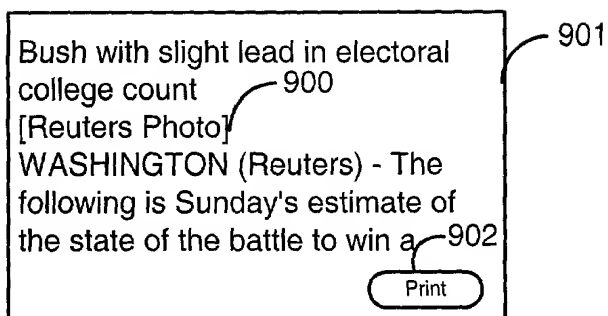 Bush with slight lead in electoral
college count
900
901
[Reuters Photo]
WASHINGTON (Reuters) - The
following is Sunday's estimate of
the state of the battle to win a
902
Print